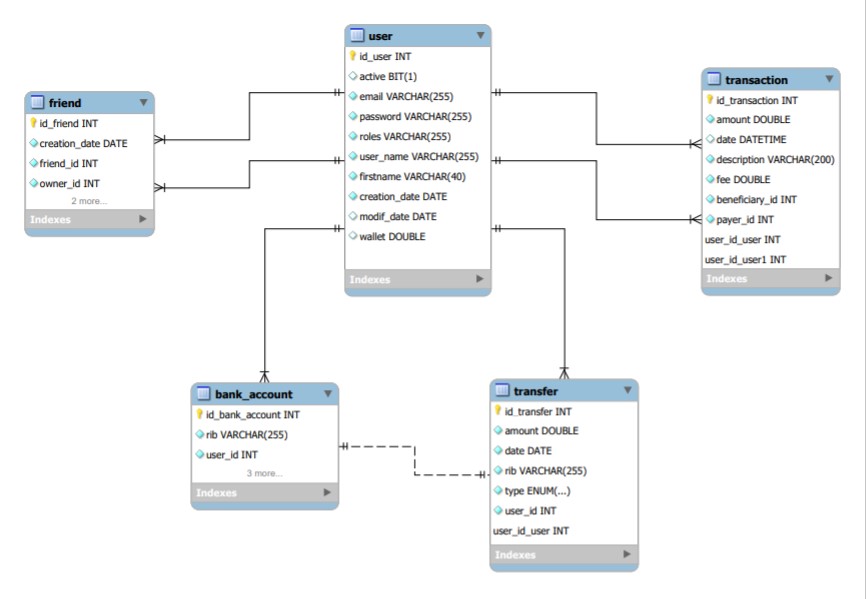 user
id_user INT
active BIT(1)
email VARCHAR(255)
password VARCHAR(255)
roles VARCHAR(255)
user_name VARCHAR(255)
firstname VARCHAR(40)
creation_date DATE
modif_date DATE
wallet DOUBLE
Indexes
friend
id_friend INT
creation_date DATE
friend_id INT
owner_id INT
2 more...
Indexes
transaction
id_transaction INT
amount DOUBLE
date DATETIME
description VARCHAR(200)
fee DOUBLE
beneficiary_id INT
payer_id INT
user_id_user INT
user_id_user1 INT
Indexes
bank_account
id_bank_account INT
rib VARCHAR(255)
user_id INT
3 more...
Indexes
transfer
id_transfer INT
amount DOUBLE
date DATE
rib VARCHAR(255)
type ENUM(...)
user_id INT
user_id_user INT
Indexes